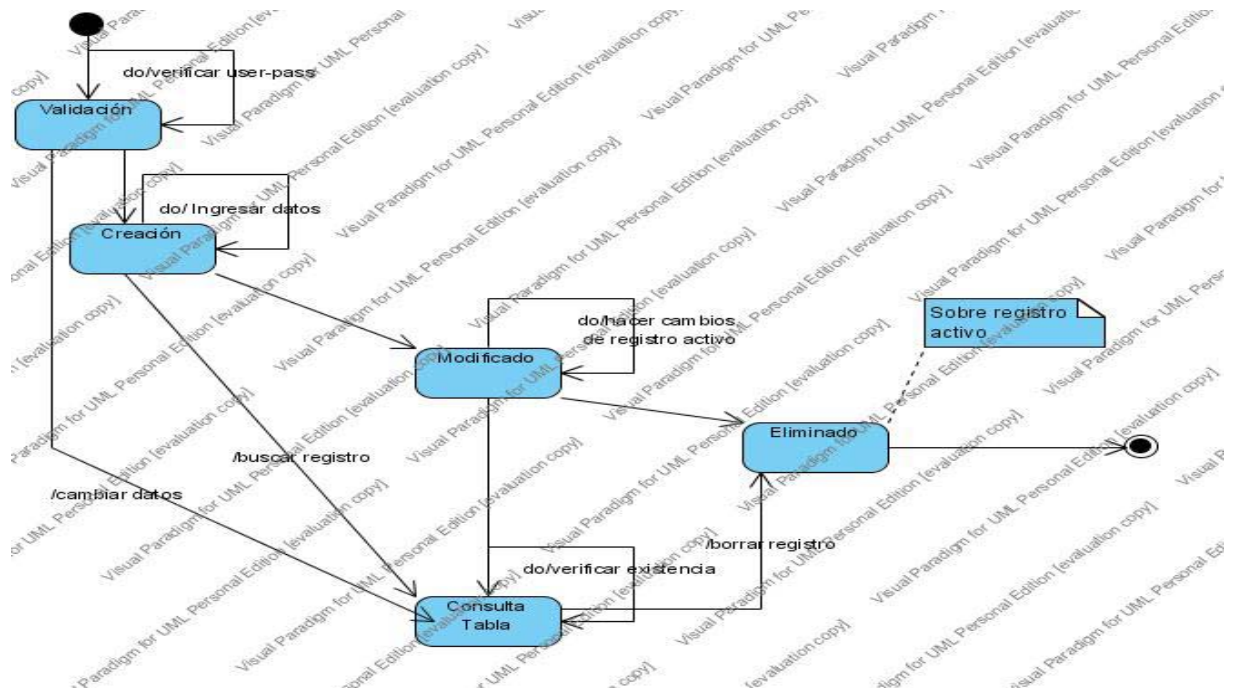 do/verificar user-pass
Validación
do/ Ingresar datos
Creación
Sobre registro
activo
do/hacer cambios
de registro activo
Modificado
Eliminado
/buscar registro
/cambiar datos
/borrar registro
do/verificar existencia
Consulta
Tabla
Visual Paradigm for UML Personal Edition [evaluation copy]